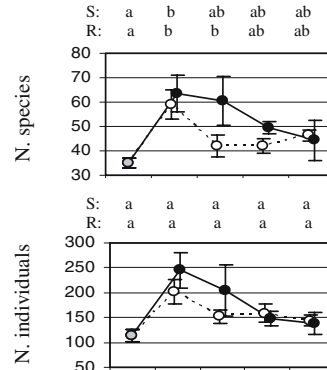 S: a b ab ab ab
R: a b b ab ab
80
70
60
50
40
30
N. species
S: a a a a a
R: a a a a a
300
250
200
150
100
50
N. individuals